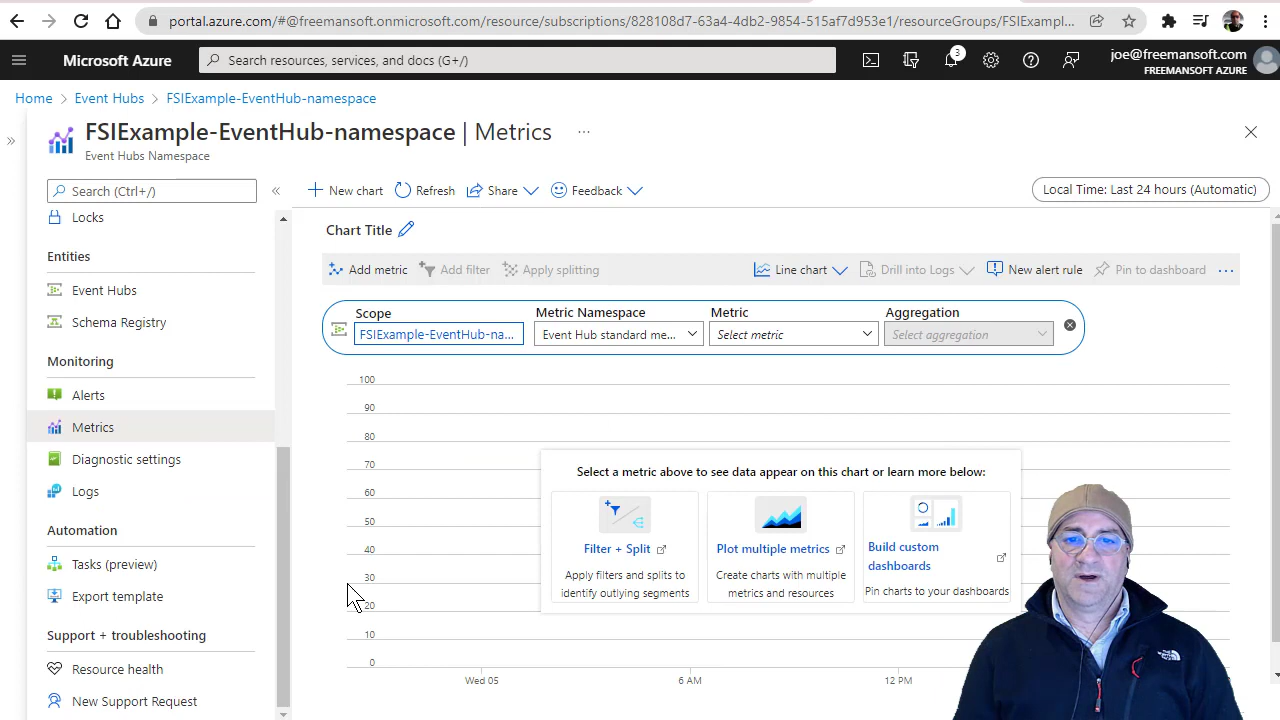 portal.azure.com/#@freemansoft.onmicrosoft.com/resource/subscriptions/828108d7-63a4-4db2-9854-515af7d953e1/resourceGroups/FSIExampl...
Microsoft Azure
Search resources, services, and docs (G+/)
3
joe@freemansoft.com
FREEMANSOFT AZURE
Home > Event Hubs > FSIExample-EventHub-namespace
FSIExample-EventHub-namespace | Metrics ...
Event Hubs Namespace
Search (Ctrl+/)
New chart
Refresh
Share
Feedback
Local Time: Last 24 hours (Automatic)
Locks
Entities
Event Hubs
Schema Registry
Monitoring
Alerts
Metrics
Diagnostic settings
Logs
Automation
Tasks (preview)
Export template
Support + troubleshooting
Resource health
New Support Request
Chart Title
Add metric
Add filter
Apply splitting
Line chart
Drill into Logs
New alert rule
Pin to dashboard
...
Scope
FSIExample-EventHub-na...
Metric Namespace
Event Hub standard me...
Metric
Select metric
Aggregation
Select aggregation
100
90
80
70
60
50
40
30
20
10
0
Select a metric above to see data appear on this chart or learn more below:
Filter + Split
Apply filters and splits to
identify outlying segments
Plot multiple metrics
Create charts with multiple
metrics and resources
Build custom
dashboards
Pin charts to your dashboards
Wed 05
6 AM
12 PM